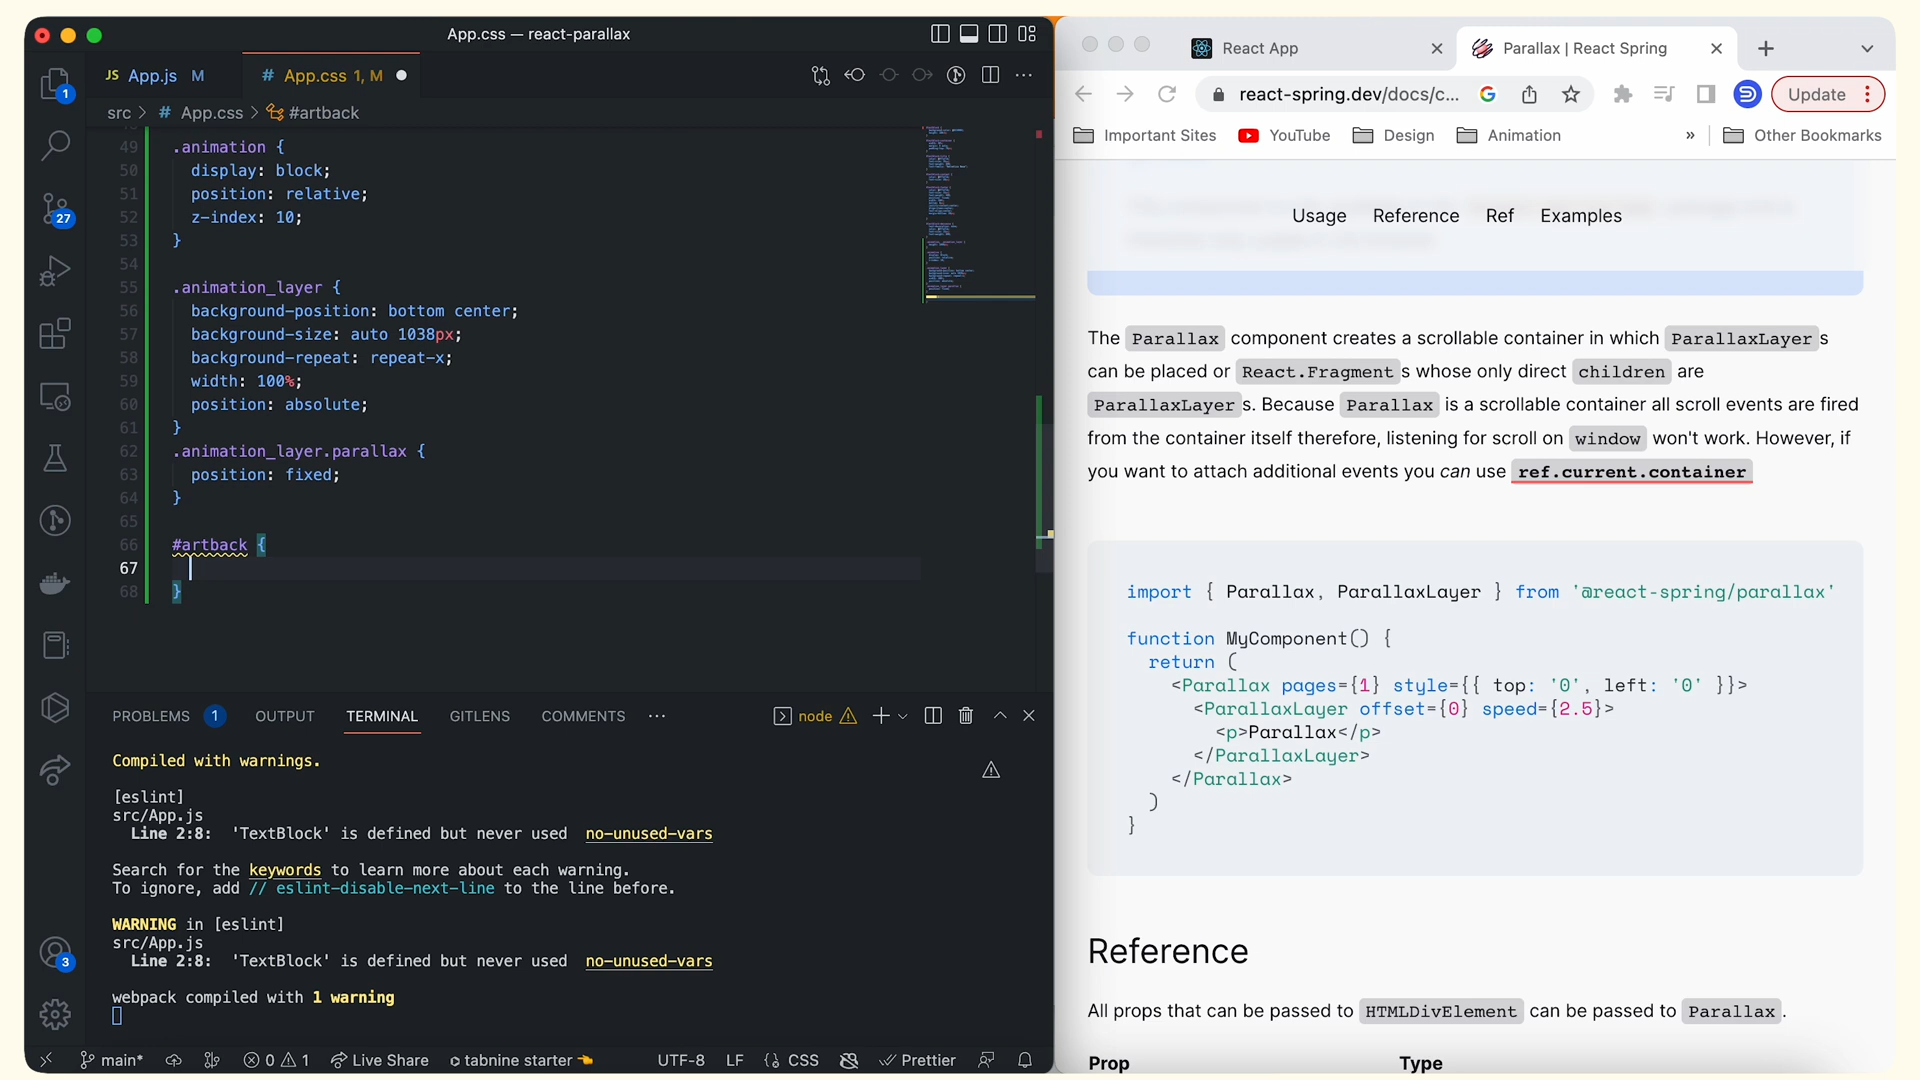 App.css — react-parallax
JS App.js M
# App.css 1, M
src > # App.css > #artback
49 .animation {
50 display: block;
51 position: relative;
52 z-index: 10;
53 }
54
55 .animation_layer {
56 background-position: bottom center;
57 background-size: auto 1038px;
58 background-repeat: repeat-x;
59 width: 100%;
60 position: absolute;
61 }
62 .animation_layer.parallax {
63 position: fixed;
64 }
65
66 #artback {
67
68 }
1
27
3
PROBLEMS 1 OUTPUT TERMINAL GITLENS COMMENTS ··· node
Compiled with warnings.
[eslint]
src/App.js
Line 2:8: 'TextBlock' is defined but never used no-unused-vars
Search for the keywords to learn more about each warning.
To ignore, add // eslint-disable-next-line to the line before.
WARNING in [eslint]
src/App.js
Line 2:8: 'TextBlock' is defined but never used no-unused-vars
webpack compiled with 1 warning
main* 0 1 Live Share tabnine starter UTF-8 LF {} CSS Prettier
React App
Parallax | React Spring
react-spring.dev/docs/c... Update
Important Sites YouTube Design Animation » Other Bookmarks
Usage Reference Ref Examples
The Parallax component creates a scrollable container in which ParallaxLayer s
can be placed or React.Fragment s whose only direct children are
ParallaxLayer s. Because Parallax is a scrollable container all scroll events are fired
from the container itself therefore, listening for scroll on window won't work. However, if
you want to attach additional events you can use ref.current.container
import { Parallax, ParallaxLayer } from '@react-spring/parallax'
function MyComponent() {
return (
<Parallax pages={1} style={{ top: '0', left: '0' }}>
<ParallaxLayer offset={0} speed={2.5}>
<p>Parallax</p>
</ParallaxLayer>
</Parallax>
)
}
Reference
All props that can be passed to HTMLDivElement can be passed to Parallax .
Prop Type